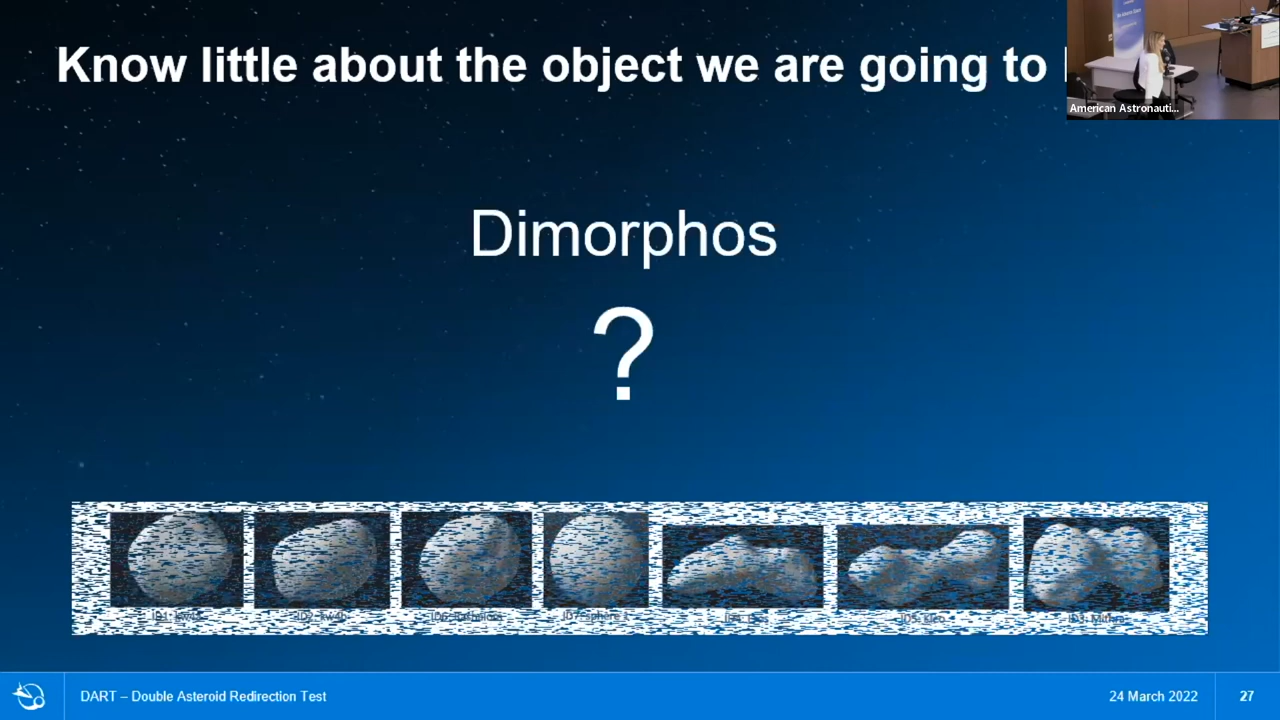 Know little about the object we are going to
American Astronauti...
Dimorphos
?
DART – Double Asteroid Redirection Test
24 March 2022
27